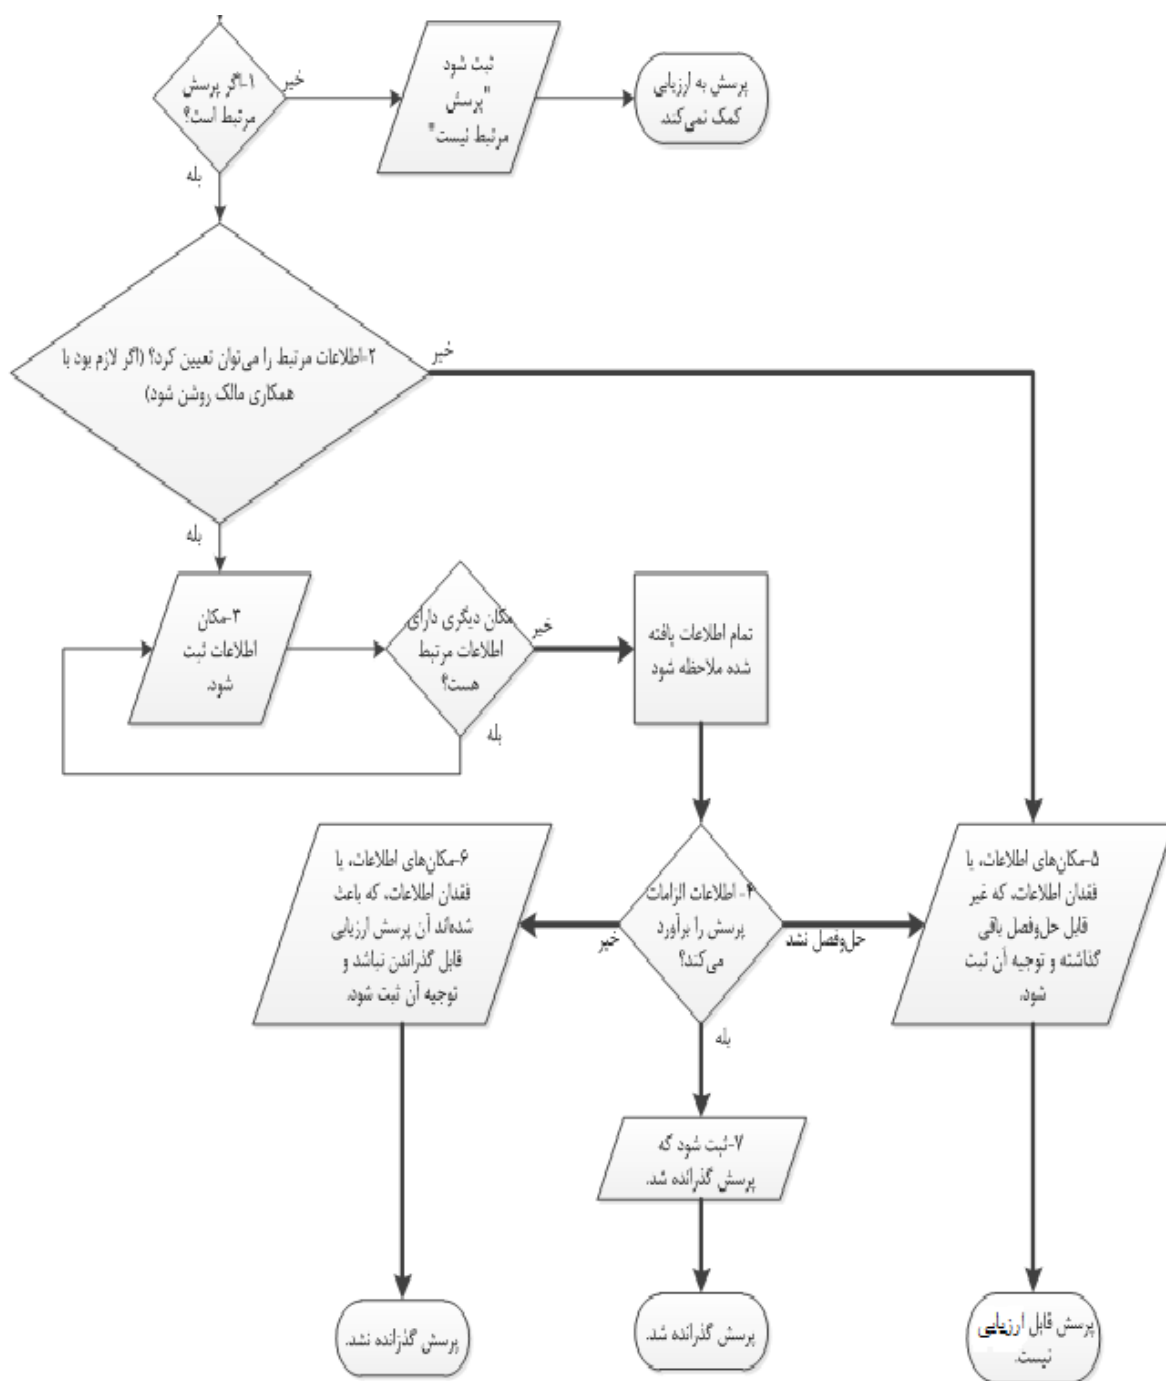 ۱-اگر پرسش
مرتبط است؟
خیر
ثبت شود
"پرسش
مرتبط نیست"
پرسش به ارزیابی
کمک نمی‌کند
بله
۲-اطلاعات مرتبط را می‌توان تعیین کرد؟ (اگر لازم بود با
همکاری مالک روشن شود)
خیر
بله
۳-مکان
اطلاعات ثبت
شود.
مکان دیگری دارای
اطلاعات مرتبط
هست؟
خیر
بله
تمام اطلاعات یافته
شده ملاحظه شود
۴- اطلاعات الزامات
پرسش را برآورد
می‌کند؟
خیر
حل‌وفصل نشد
بله
۵-مکان‌های اطلاعات، یا
فقدان اطلاعات، که غیر
قابل حل‌وفصل باقی
گذاشته و توجیه آن ثبت
شود.
۶-مکان‌های اطلاعات، یا
فقدان اطلاعات، که باعث
شده‌اند آن پرسش ارزیابی
قابل گذراندن نباشد و
توجیه آن ثبت شود.
۷-ثبت شود که
پرسش گذرانده شد.
پرسش گذرانده نشد.
پرسش گذرانده شد.
پرسش قابل ارزیابی
نیست.